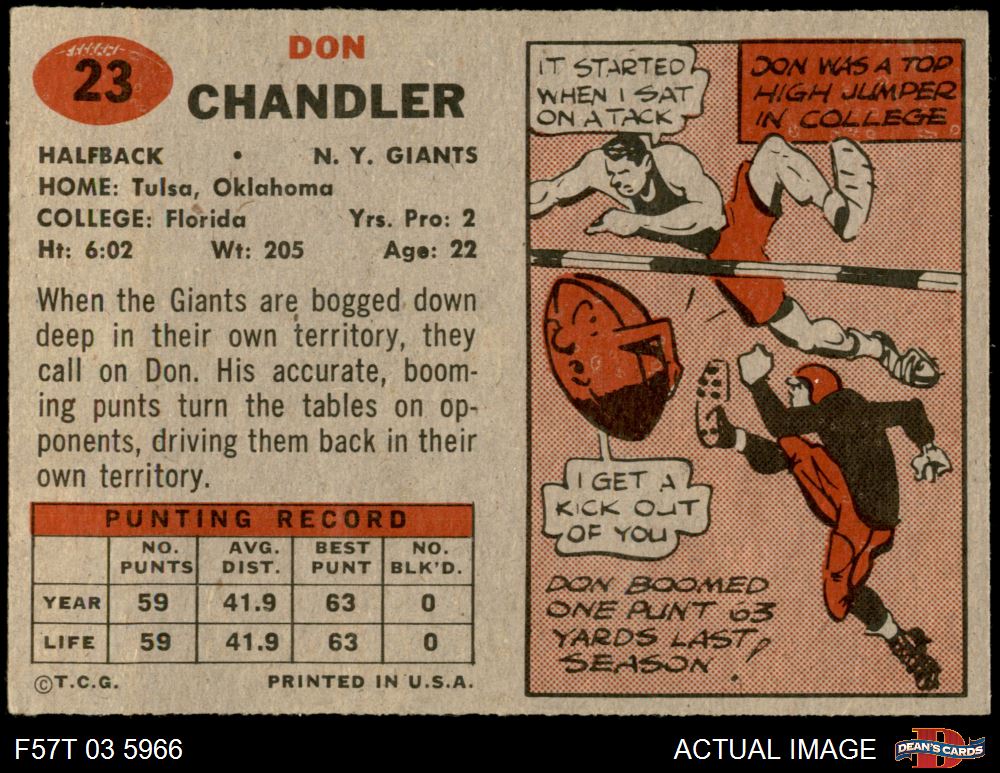 23
DON
CHANDLER
HALFBACK • N. Y. GIANTS
HOME: Tulsa, Oklahoma
COLLEGE: Florida Yrs. Pro: 2
Ht: 6:02 Wt: 205 Age: 22
When the Giants are bogged down
deep in their own territory, they
call on Don. His accurate, boom-
ing punts turn the tables on op-
ponents, driving them back in their
own territory.
PUNTING RECORD
NO. PUNTS AVG. DIST. BEST PUNT NO. BLK'D.
YEAR 59 41.9 63 0
LIFE 59 41.9 63 0
©T.C.G. PRINTED IN U.S.A.
IT STARTED
WHEN I SAT
ON A TACK
DON WAS A TOP
HIGH JUMPER
IN COLLEGE
I GET A
KICK OUT
OF YOU
DON BOOMED
ONE PUNT 63
YARDS LAST
SEASON
F57T 03 5966 ACTUAL IMAGE DEAN'S CARDS